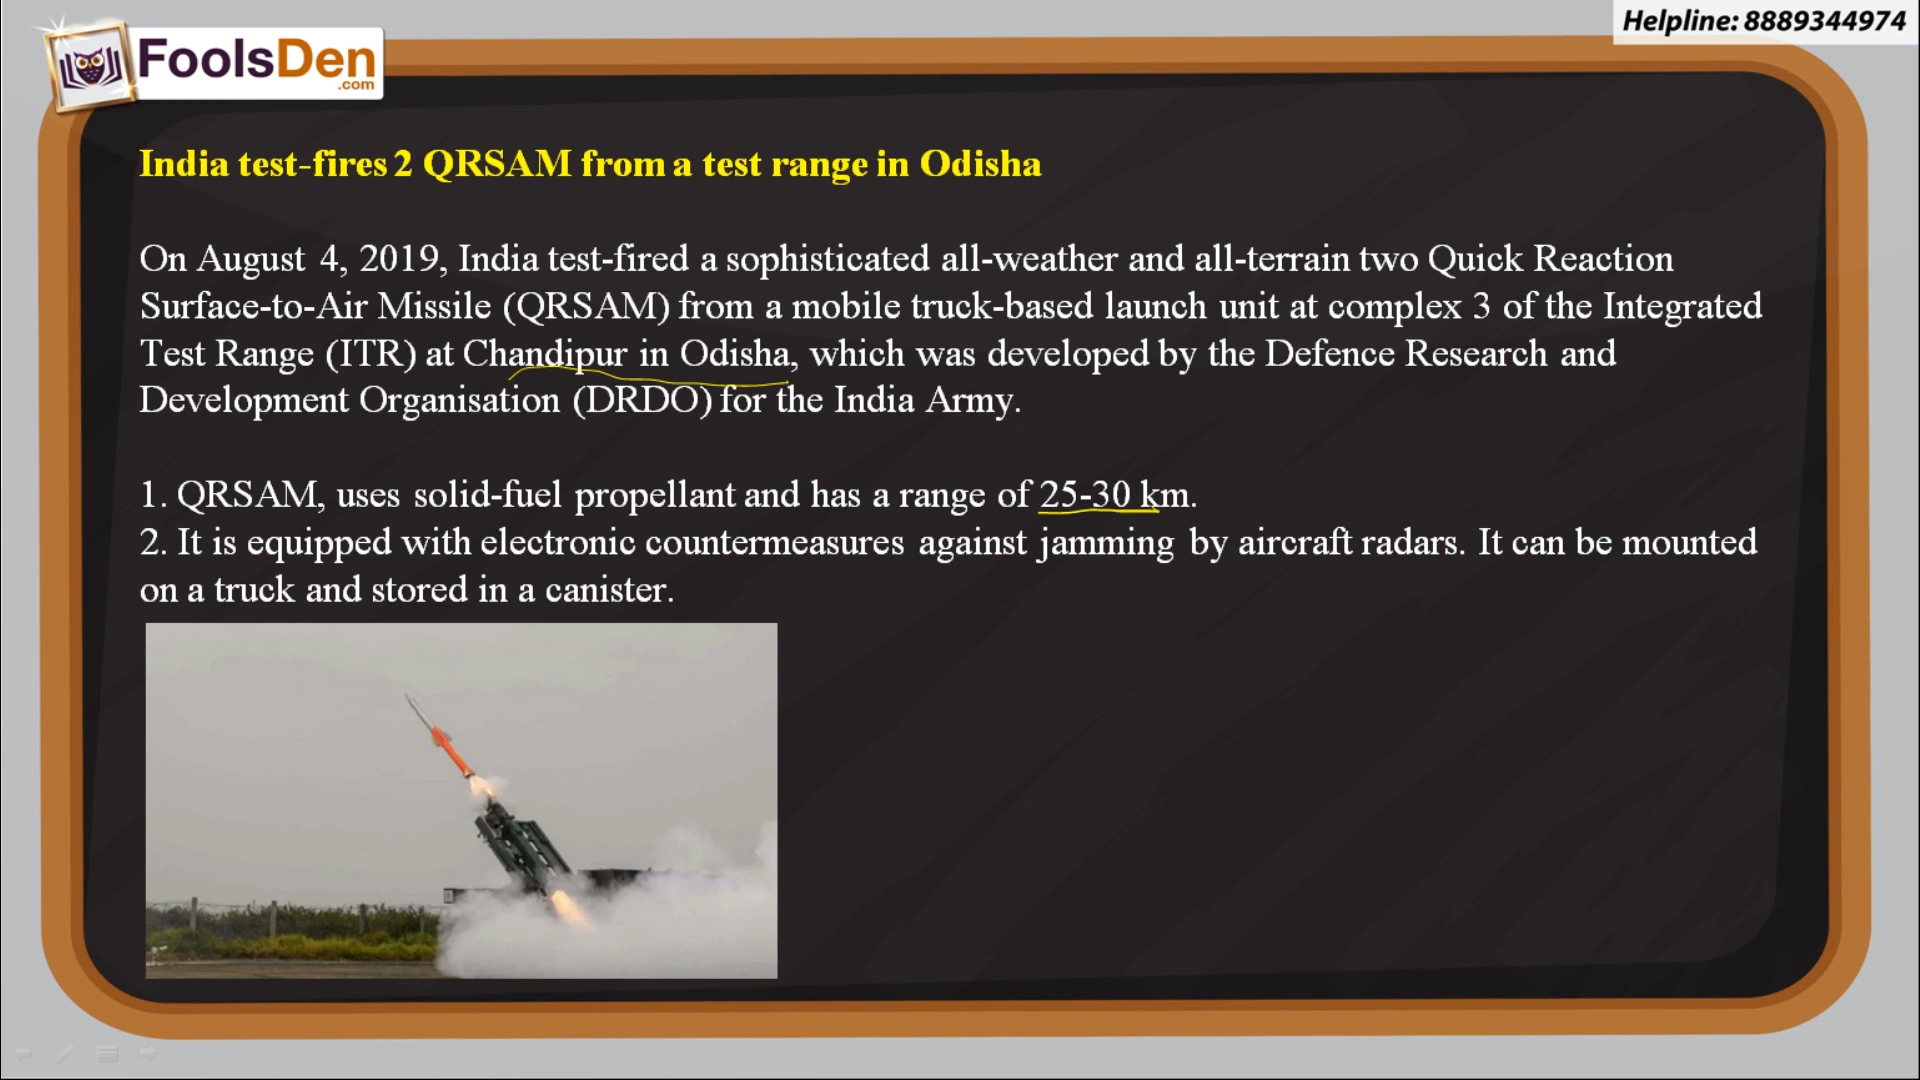 Helpline: 8889344974
FoolsDen
.com
India test-fires 2 QRSAM from a test range in Odisha
On August 4, 2019, India test-fired a sophisticated all-weather and all-terrain two Quick Reaction
Surface-to-Air Missile (QRSAM) from a mobile truck-based launch unit at complex 3 of the Integrated
Test Range (ITR) at Chandipur in Odisha, which was developed by the Defence Research and
Development Organisation (DRDO) for the India Army.
1. QRSAM, uses solid-fuel propellant and has a range of 25-30 km.
2. It is equipped with electronic countermeasures against jamming by aircraft radars. It can be mounted
on a truck and stored in a canister.